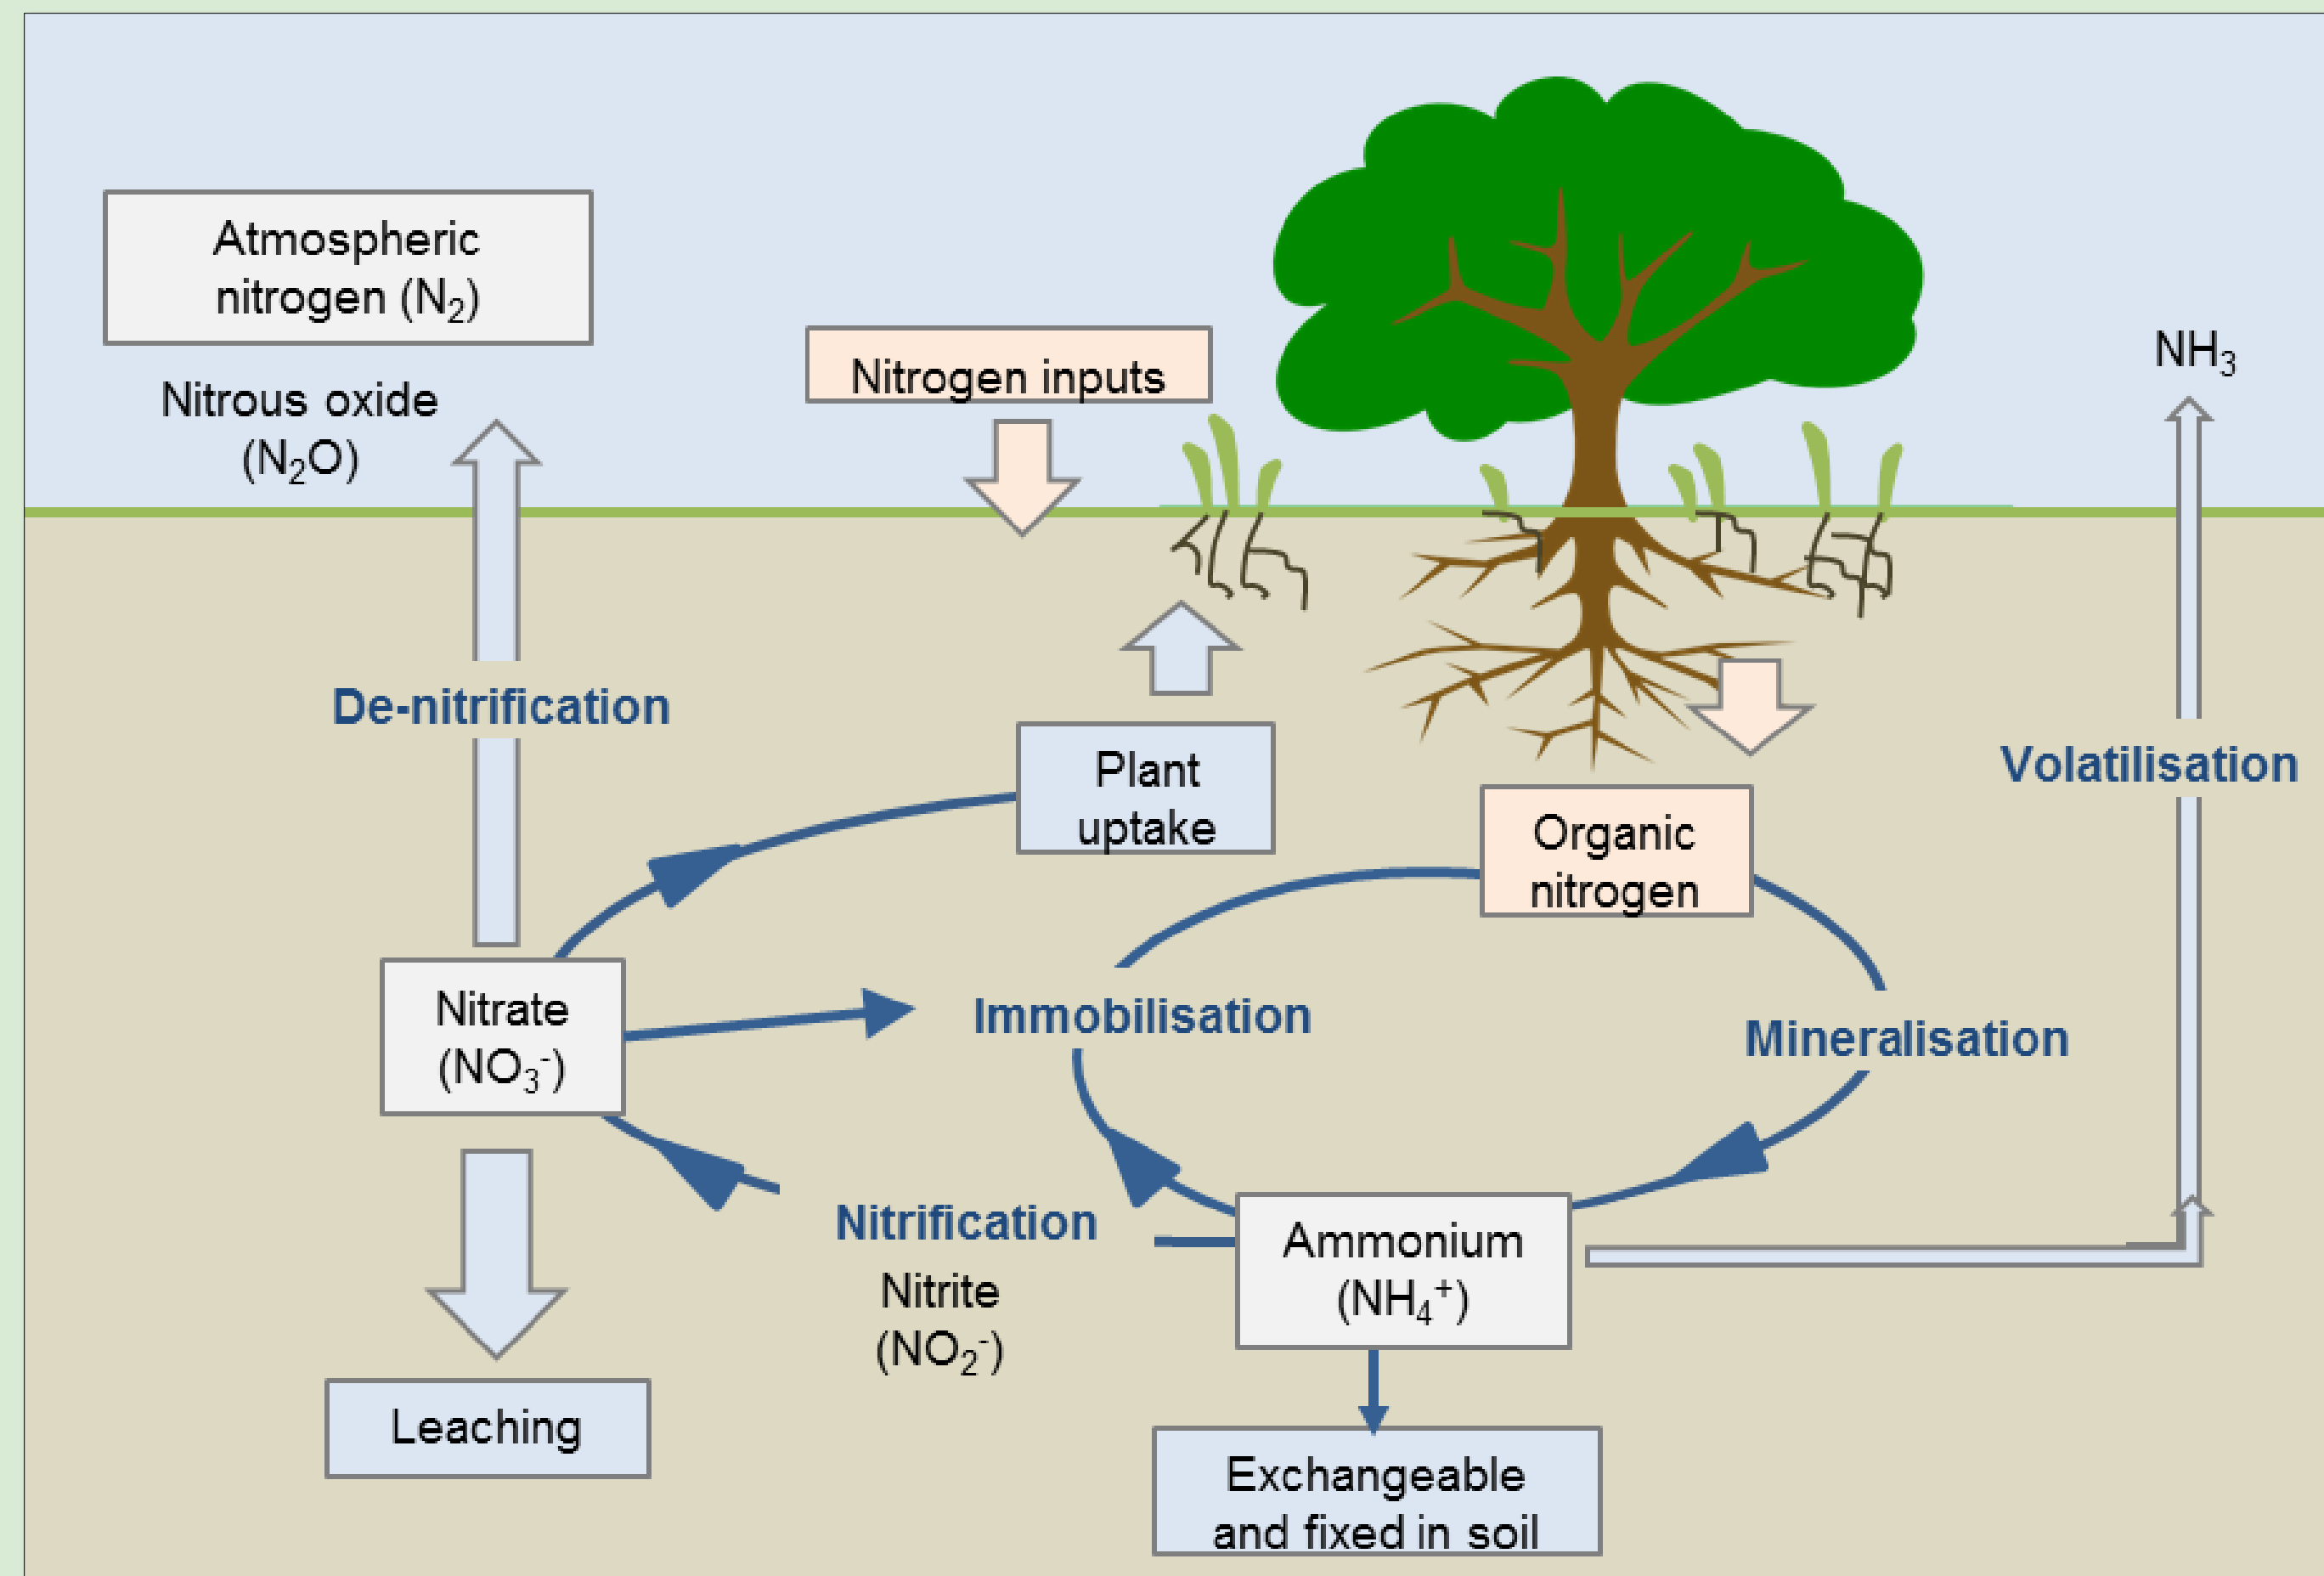 Atmospheric
nitrogen (N₂)
Nitrous oxide
(N₂O)
Nitrogen inputs
NH₃
De-nitrification
Plant
uptake
Volatilisation
Organic
nitrogen
Nitrate
(NO₃⁻)
Immobilisation
Mineralisation
Nitrification
Nitrite
(NO₂⁻)
Ammonium
(NH₄⁺)
Leaching
Exchangeable
and fixed in soil